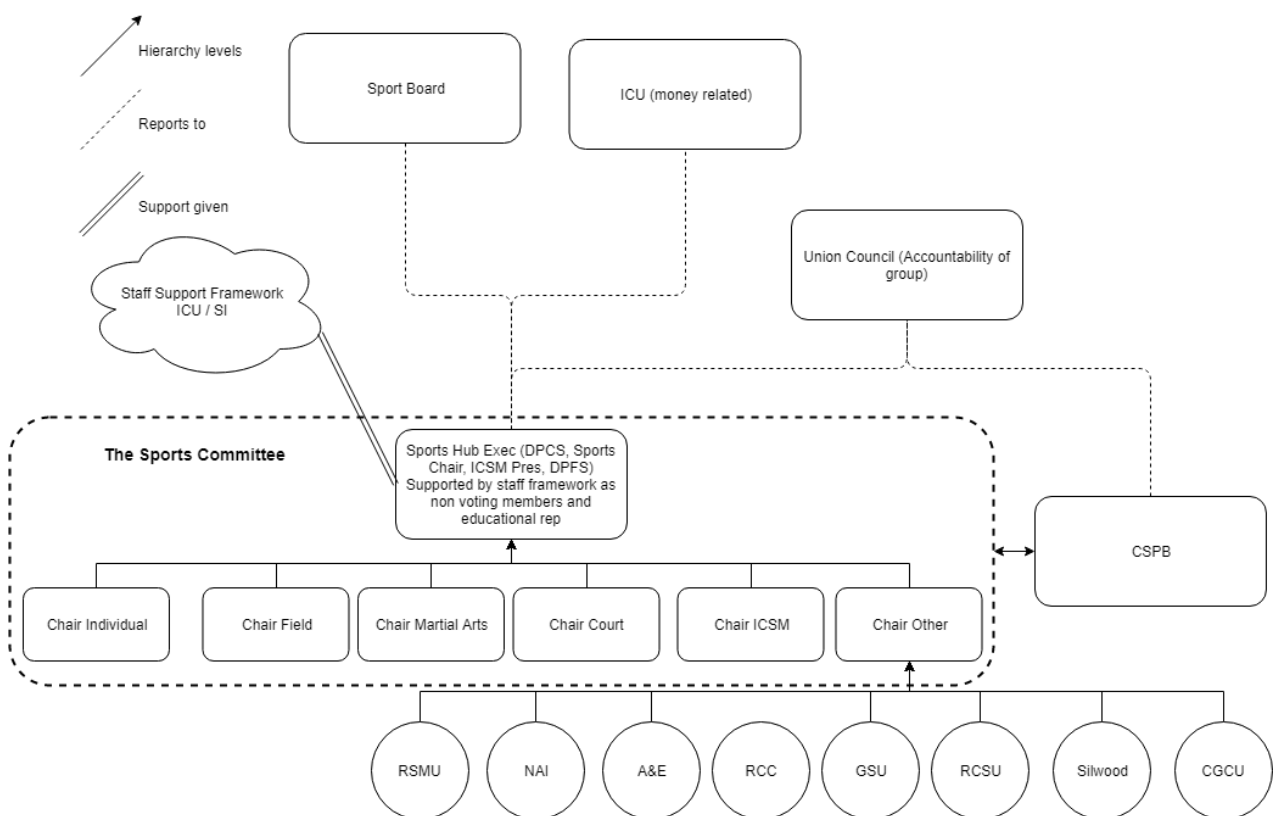 Hierarchy levels
Reports to
Support given
Sport Board
ICU (money related)
Union Council (Accountability of
group)
Staff Support Framework
ICU / SI
The Sports Committee
Sports Hub Exec (DPCS, Sports
Chair, ICSM Pres, DPFS)
Supported by staff framework as
non voting members and
educational rep
CSPB
Chair Individual
Chair Field
Chair Martial Arts
Chair Court
Chair ICSM
Chair Other
RSMU
NAI
A&E
RCC
GSU
RCSU
Silwood
CGCU